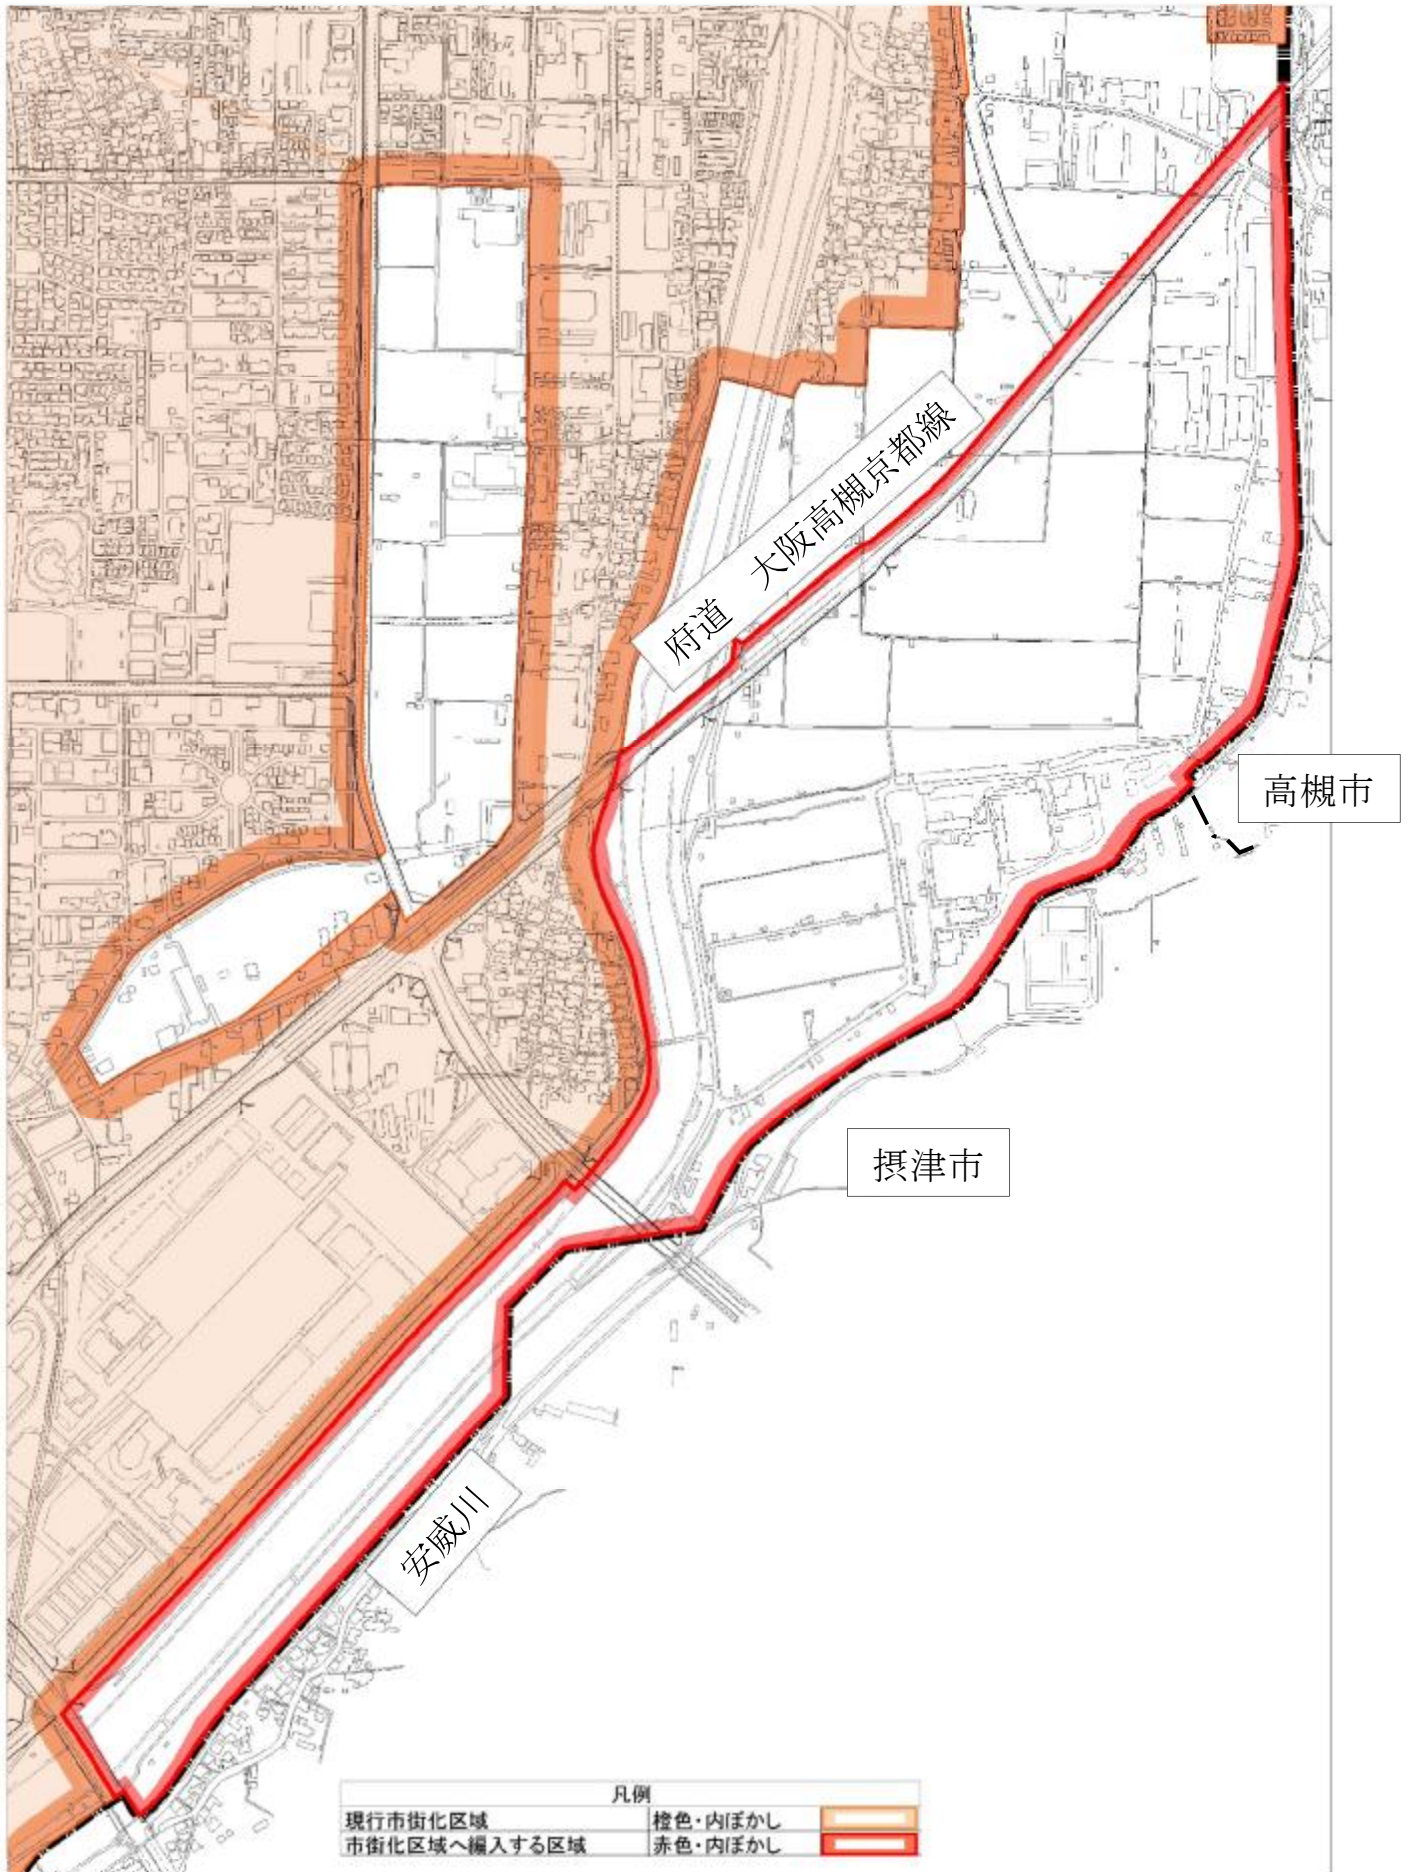 府道　大阪高槻京都線
高槻市
摂津市
安威川
凡例
現行市街化区域 橙色・内ぼかし
市街化区域へ編入する区域 赤色・内ぼかし